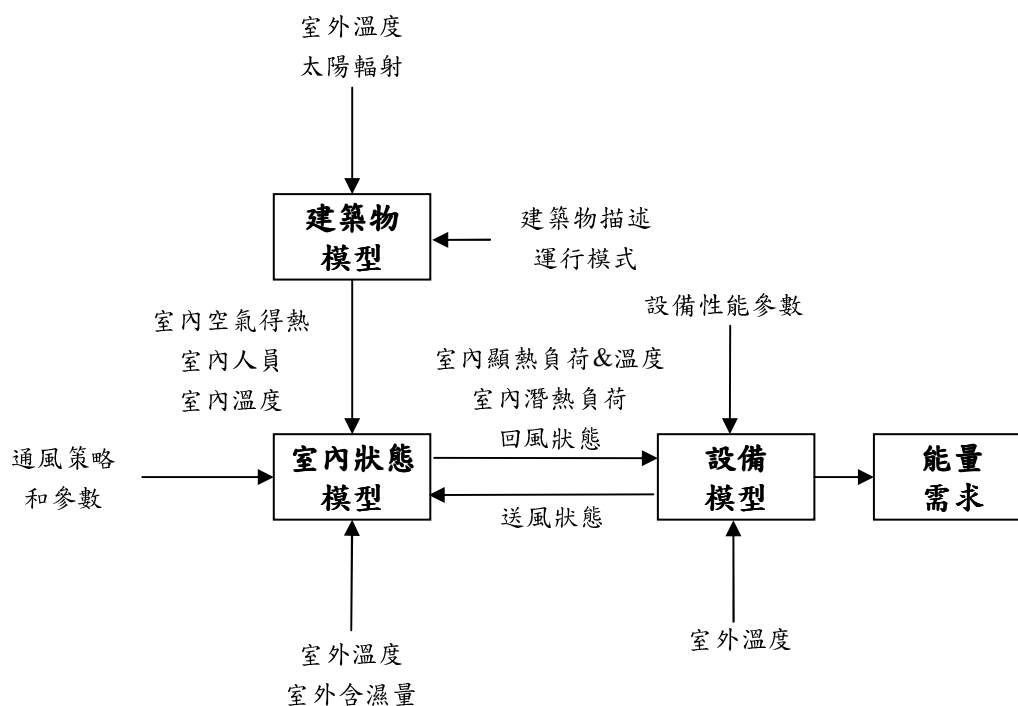 室外溫度
太陽輻射
建築物
模型
建築物描述
運行模式
設備性能參數
室內空氣得熱
室內人員
室內溫度
室內顯熱負荷&溫度
室內潛熱負荷
回風狀態
通風策略
和參數
室內狀態
模型
設備
模型
能量
需求
送風狀態
室外溫度
室外含濕量
室外溫度